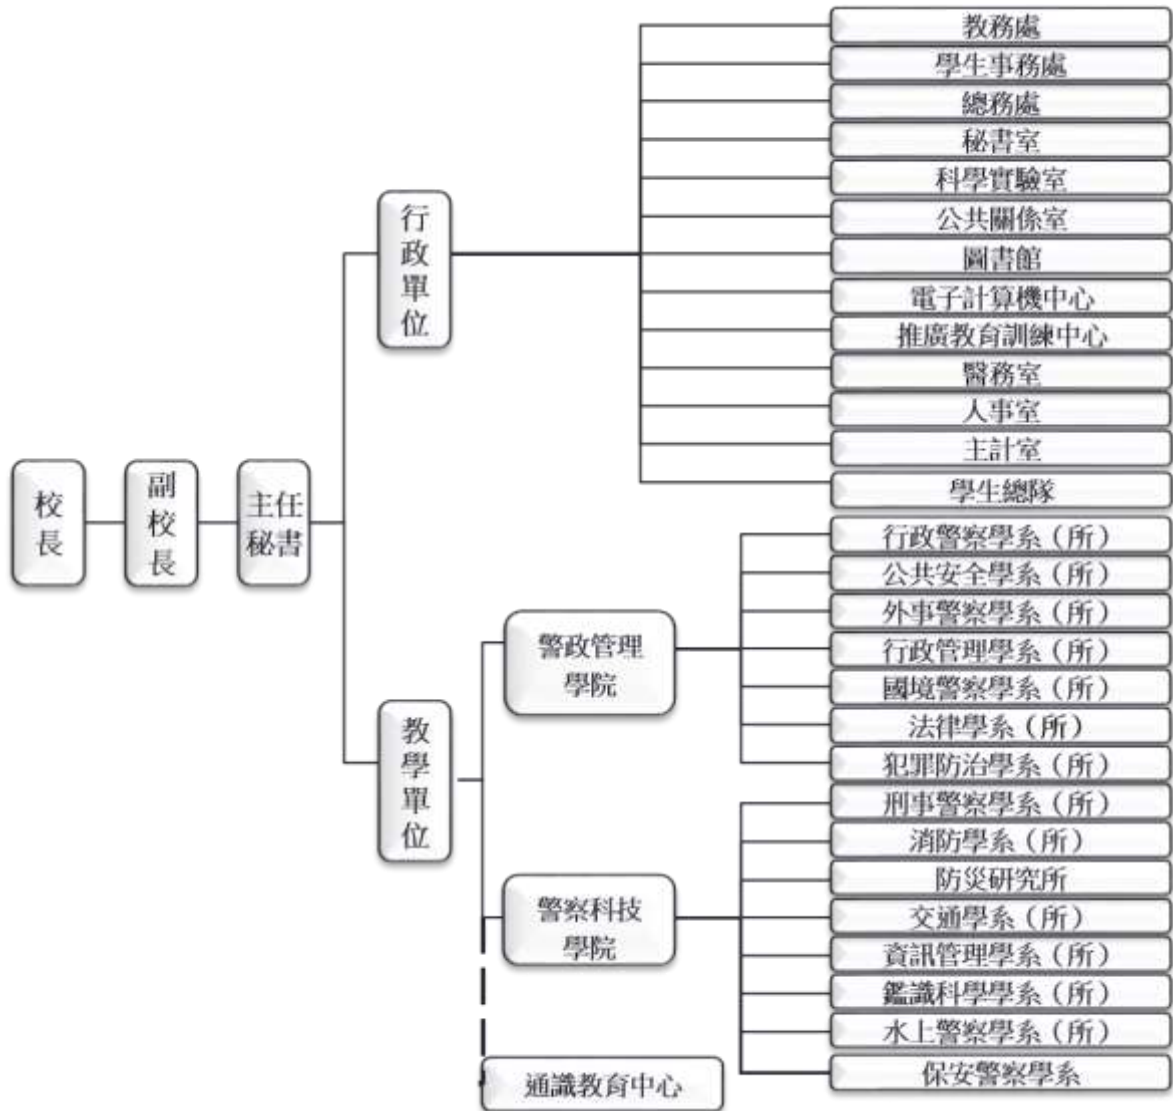 教務處
學生事務處
總務處
秘書室
科學實驗室
公共關係室
圖書館
電子計算機中心
推廣教育訓練中心
醫務室
人事室
主計室
學生總隊
行政單位
校長
副校長
主任
秘書
教學單位
警政管理
學院
行政警察學系（所）
公共安全學系（所）
外事警察學系（所）
行政管理學系（所）
國境警察學系（所）
法律學系（所）
犯罪防治學系（所）
警察科技
學院
刑事警察學系（所）
消防學系（所）
防災研究所
交通學系（所）
資訊管理學系（所）
鑑識科學學系（所）
水上警察學系（所）
保安警察學系
通識教育中心